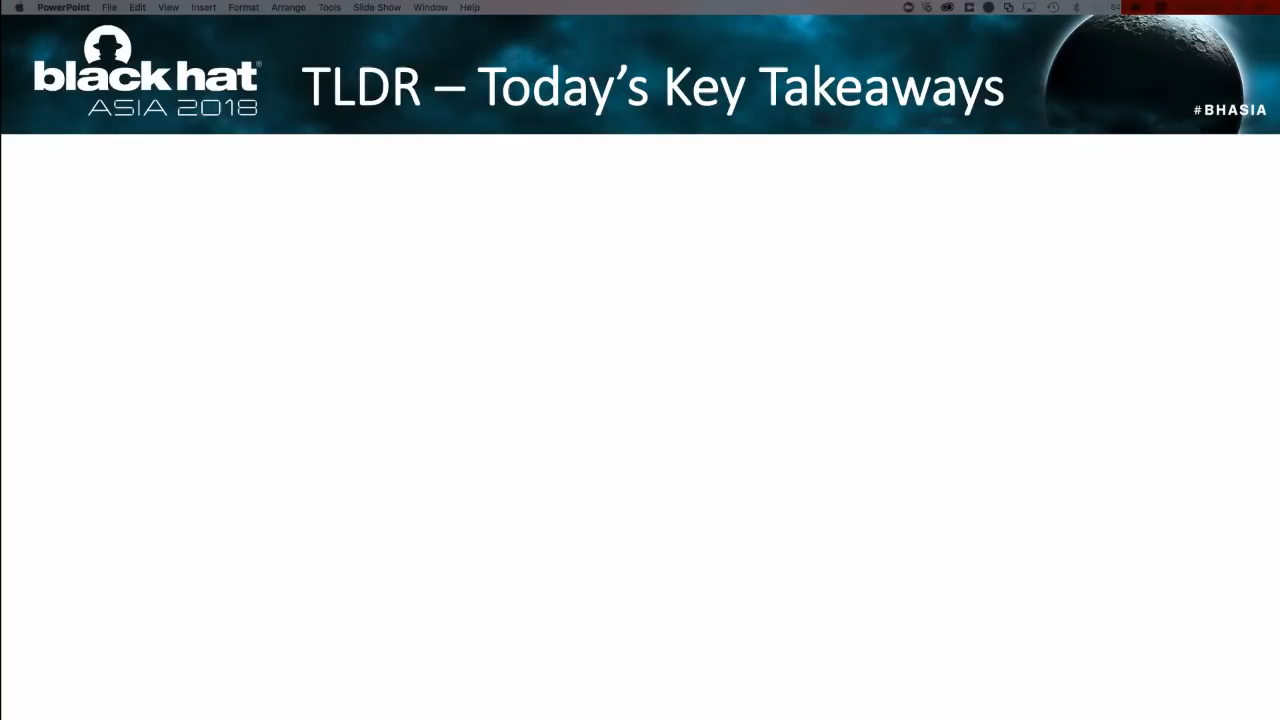 PowerPoint File Edit View Insert Format Arrange Tools Slide Show Window Help
black hat®
ASIA 2018
TLDR – Today's Key Takeaways
#BHASIA